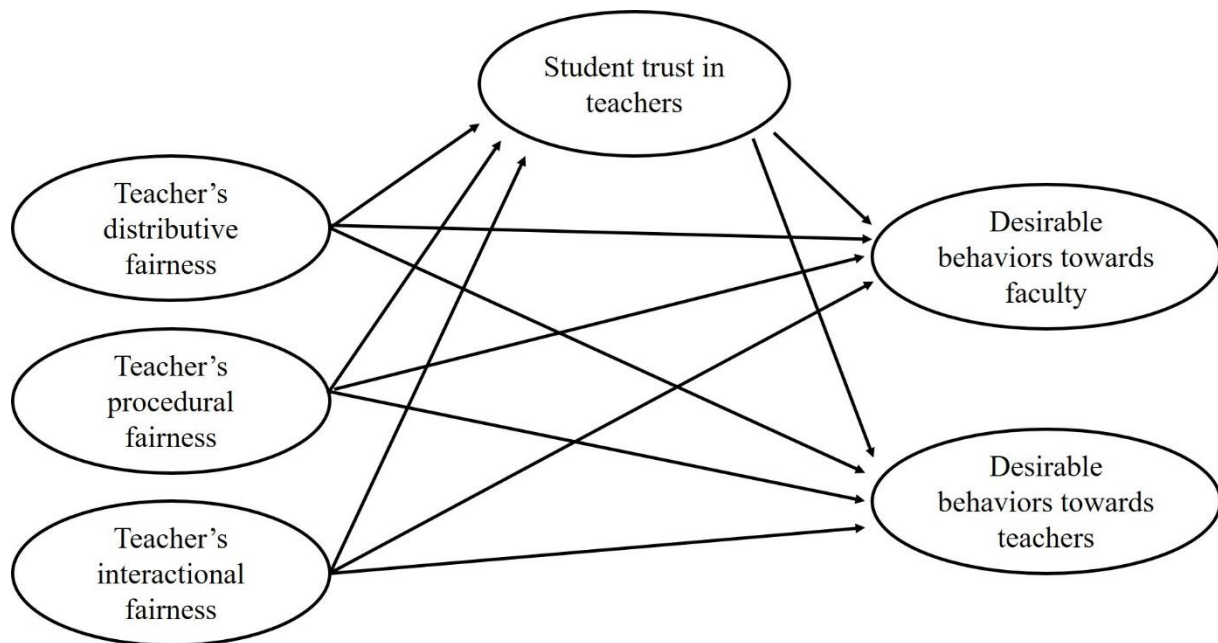 Student trust in
teachers
Teacher’s
distributive
fairness
Desirable
behaviors towards
faculty
Teacher’s
procedural
fairness
Desirable
behaviors towards
teachers
Teacher’s
interactional
fairness